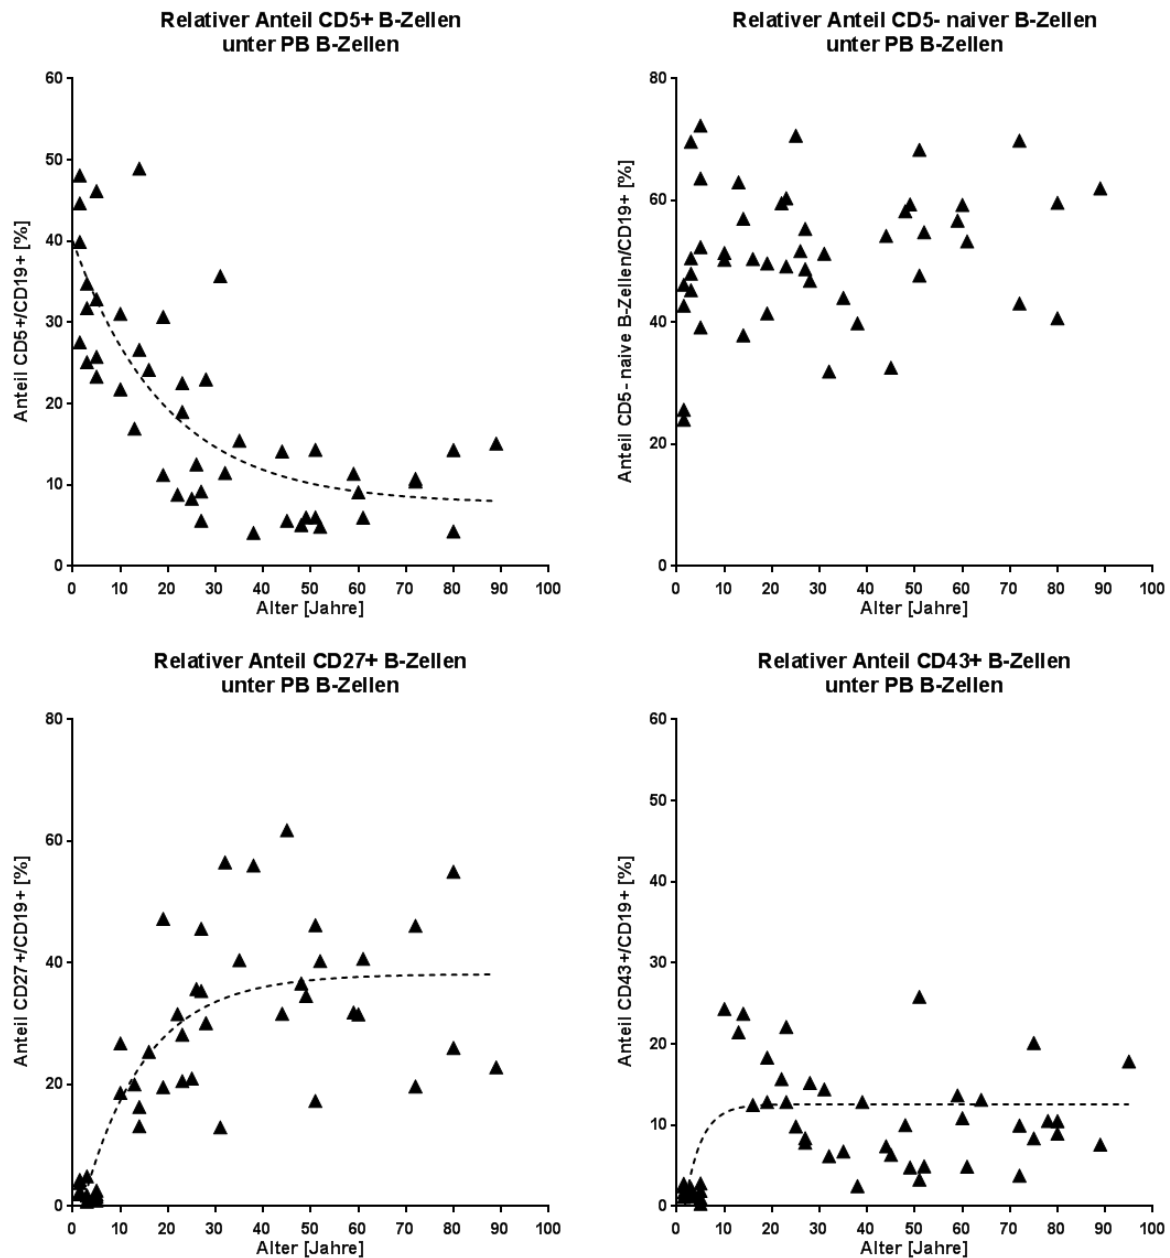 Relativer Anteil CD5+ B-Zellen
unter PB B-Zellen
60
50
40
30
20
10
0
Anteil CD5+/CD19+ [%]
0 10 20 30 40 50 60 70 80 90 100
Alter [Jahre]
Relativer Anteil CD5- naiver B-Zellen
unter PB B-Zellen
80
60
40
20
0
Anteil CD5- naive B-Zellen/CD19+ [%]
0 10 20 30 40 50 60 70 80 90 100
Alter [Jahre]
Relativer Anteil CD27+ B-Zellen
unter PB B-Zellen
80
60
40
20
0
Anteil CD27+/CD19+ [%]
0 10 20 30 40 50 60 70 80 90 100
Alter [Jahre]
Relativer Anteil CD43+ B-Zellen
unter PB B-Zellen
60
50
40
30
20
10
0
Anteil CD43+/CD19+ [%]
0 10 20 30 40 50 60 70 80 90 100
Alter [Jahre]